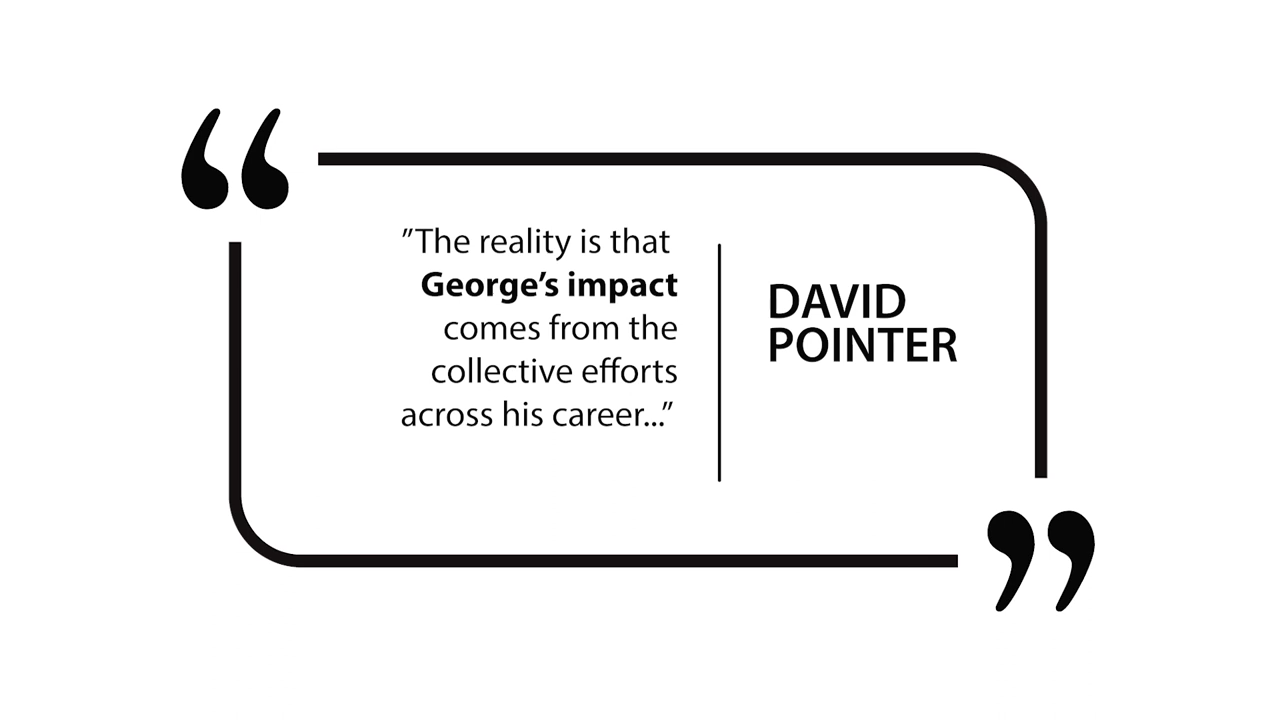 ”The reality is that
George’s impact
comes from the
collective efforts
across his career...”
DAVID
POINTER